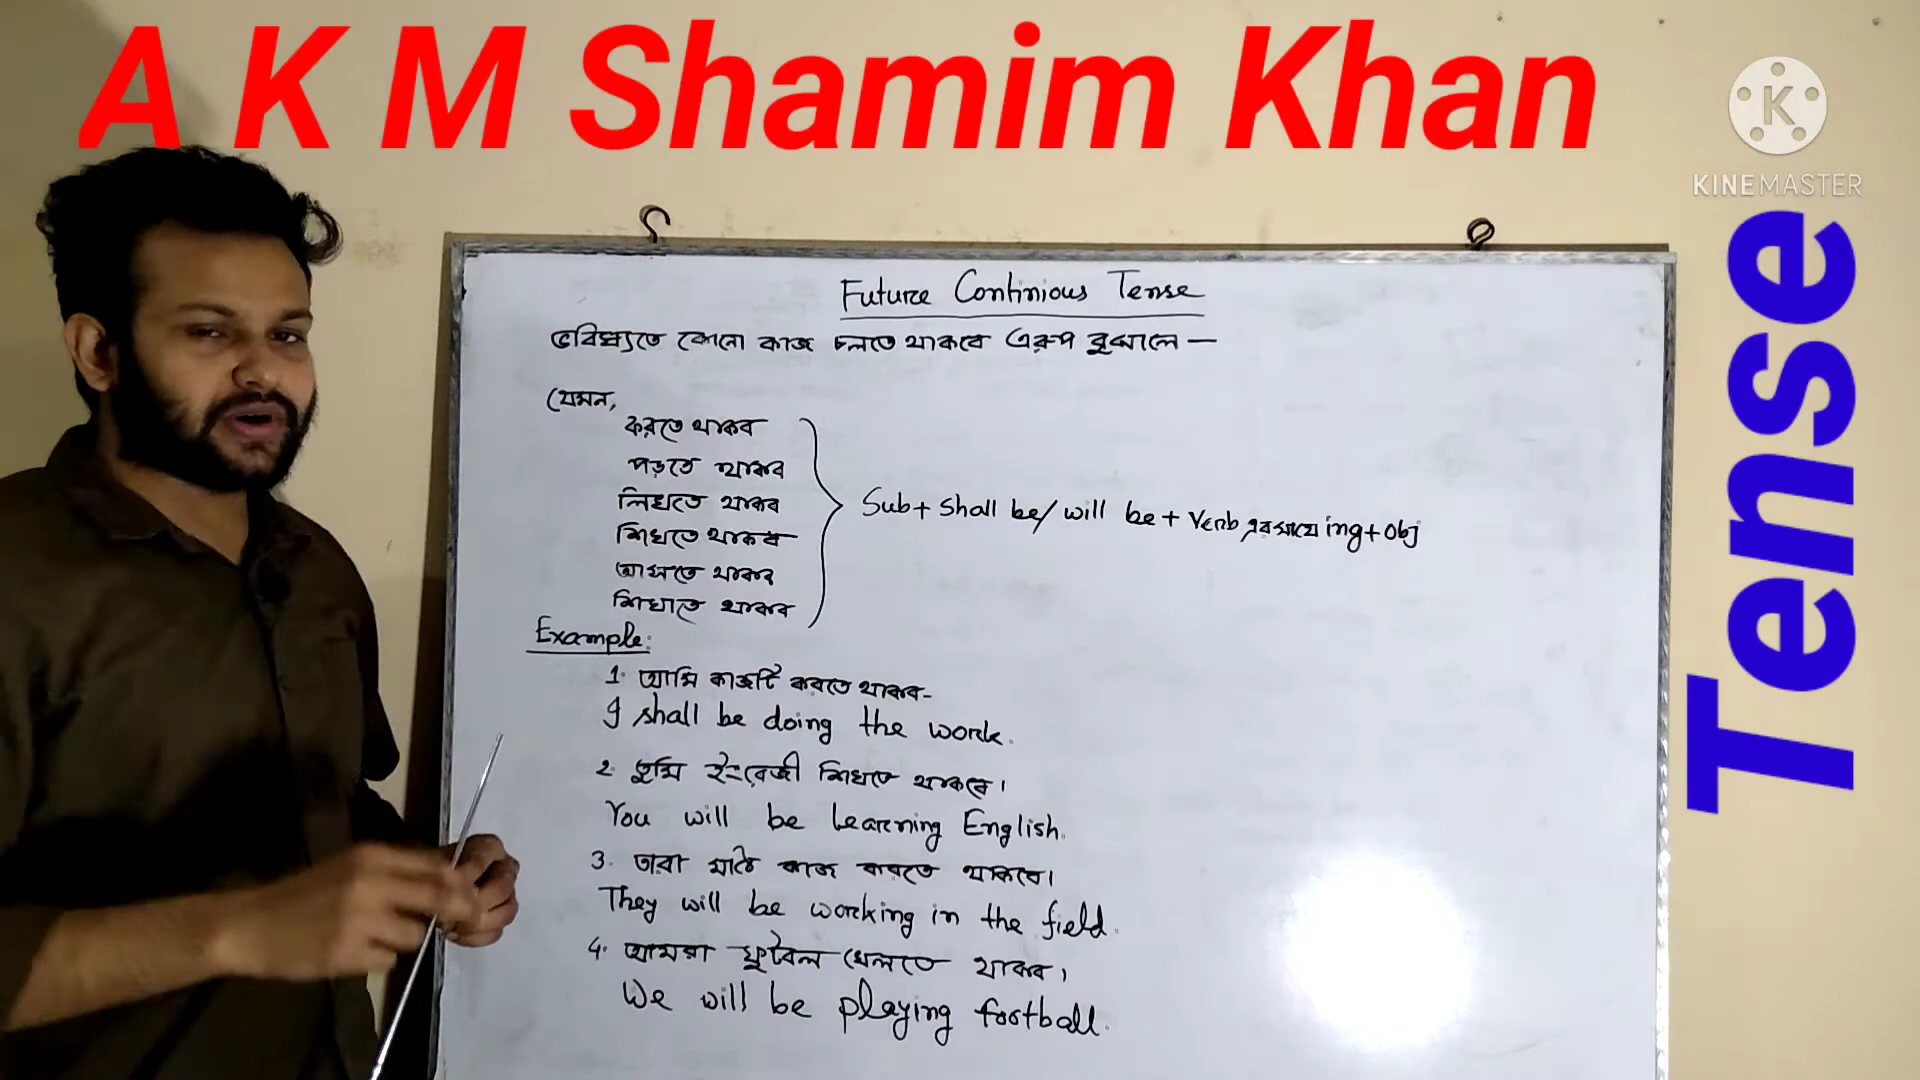 A K M Shamim Khan
KINEMASTER
Tense
Future Continious Tense
ভবিষ্যতে কোনো কাজ চলতে থাকবে এরুপ বুঝালে —
যেমন,
করতে থাকব
পড়তে থাকব
লিখতে থাকব
শিখতে থাকব
আসতে থাকব
শিখাতে থাকব
Sub + Shall be/ will be + Verb এর সাথে ing + obj
Example:
1. আমি কাজটি করতে থাকব-
I shall be doing the work.
2. তুমি ইংরেজী শিখতে থাকবে।
You will be Learning English.
3. তারা মাঠে কাজ করতে থাকবে।
They will be working in the field.
4. আমরা ফুটবল খেলতে থাকব।
We will be playing football.